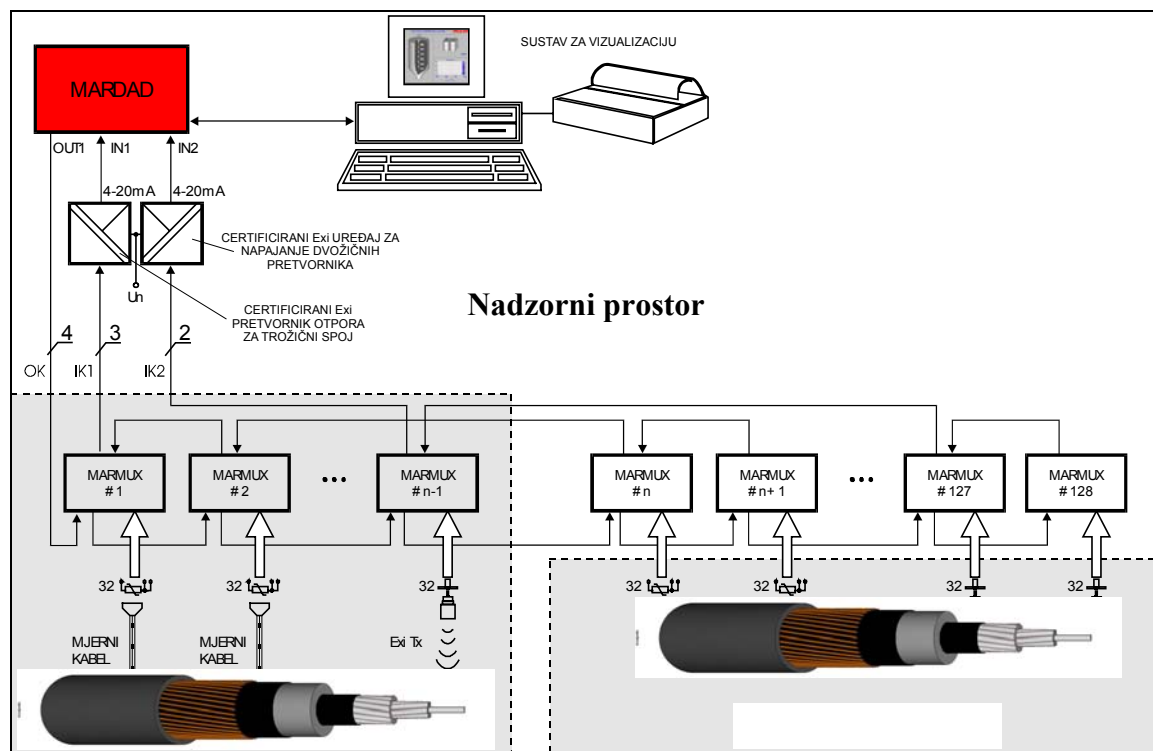 SUSTAV ZA VIZUALIZACIJU
MARDAD
OUT1
IN1
IN2
4-20mA
4-20mA
CERTIFICIRANI Exi UREĐAJ ZA
NAPAJANJE DVOŽIČNIH
PRETVORNIKA
Un
CERTIFICIRANI Exi
PRETVORNIK OTPORA
ZA TROŽIČNI SPOJ
Nadzorni prostor
4
3
2
OK
IK1
IK2
MARMUX
# 1
MARMUX
# 2
...
MARMUX
# n-1
MARMUX
# n
MARMUX
# n+ 1
...
MARMUX
# 127
MARMUX
# 128
32
32
32
32
32
32
32
MJERNI
KABEL
MJERNI
KABEL
Exi Tx